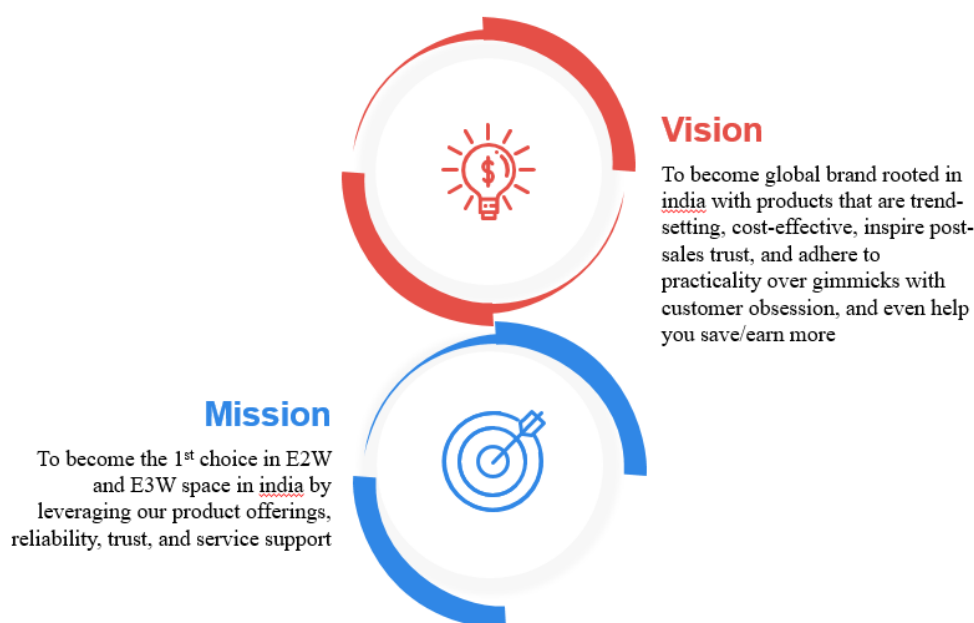 Vision
To become global brand rooted in
india with products that are trend-
setting, cost-effective, inspire post-
sales trust, and adhere to
practicality over gimmicks with
customer obsession, and even help
you save/earn more
Mission
To become the 1st choice in E2W
and E3W space in india by
leveraging our product offerings,
reliability, trust, and service support
$